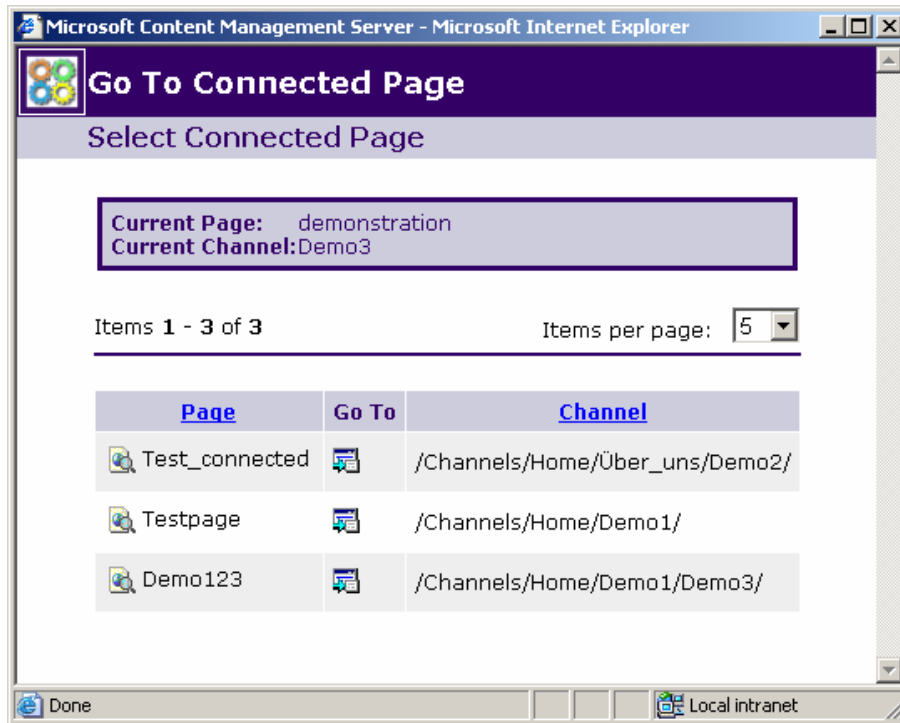 Microsoft Content Management Server - Microsoft Internet Explorer
Go To Connected Page
Select Connected Page
Current Page: demonstration
Current Channel:Demo3
Items 1 - 3 of 3 Items per page: 5
Page Go To Channel
Test_connected /Channels/Home/Über_uns/Demo2/
Testpage /Channels/Home/Demo1/
Demo123 /Channels/Home/Demo1/Demo3/
Done Local intranet